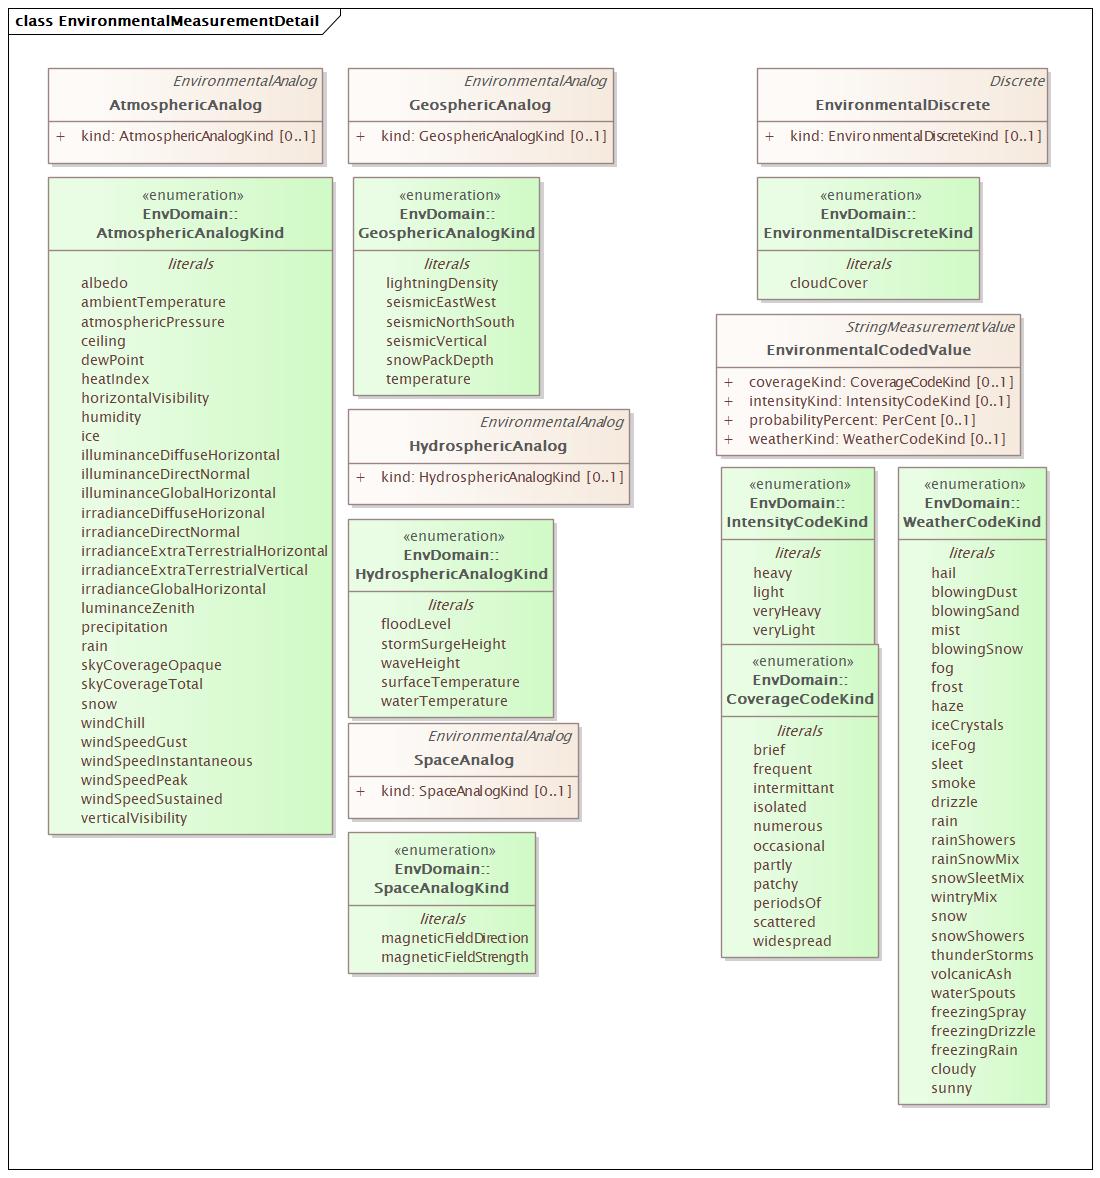 class EnvironmentalMeasurementDetail
EnvironmentalAnalog
AtmosphericAnalog
+ kind: AtmosphericAnalogKind [0..1]
«enumeration»
EnvDomain::
AtmosphericAnalogKind
literals
albedo
ambientTemperature
atmosphericPressure
ceiling
dewPoint
heatIndex
horizontalVisibility
humidity
ice
illuminanceDiffuseHorizontal
illuminanceDirectNormal
illuminanceGlobalHorizontal
irradianceDiffuseHorizonal
irradianceDirectNormal
irradianceExtraTerrestrialHorizontal
irradianceExtraTerrestrialVertical
irradianceGlobalHorizontal
luminanceZenith
precipitation
rain
skyCoverageOpaque
skyCoverageTotal
snow
windChill
windSpeedGust
windSpeedInstantaneous
windSpeedPeak
windSpeedSustained
verticalVisibility
EnvironmentalAnalog
GeosphericAnalog
+ kind: GeosphericAnalogKind [0..1]
«enumeration»
EnvDomain::
GeosphericAnalogKind
literals
lightningDensity
seismicEastWest
seismicNorthSouth
seismicVertical
snowPackDepth
temperature
EnvironmentalAnalog
HydrosphericAnalog
+ kind: HydrosphericAnalogKind [0..1]
«enumeration»
EnvDomain::
HydrosphericAnalogKind
literals
floodLevel
stormSurgeHeight
waveHeight
surfaceTemperature
waterTemperature
EnvironmentalAnalog
SpaceAnalog
+ kind: SpaceAnalogKind [0..1]
«enumeration»
EnvDomain::
SpaceAnalogKind
literals
magneticFieldDirection
magneticFieldStrength
Discrete
EnvironmentalDiscrete
+ kind: EnvironmentalDiscreteKind [0..1]
«enumeration»
EnvDomain::
EnvironmentalDiscreteKind
literals
cloudCover
StringMeasurementValue
EnvironmentalCodedValue
+ coverageKind: CoverageCodeKind [0..1]
+ intensityKind: IntensityCodeKind [0..1]
+ probabilityPercent: PerCent [0..1]
+ weatherKind: WeatherCodeKind [0..1]
«enumeration»
EnvDomain::
IntensityCodeKind
literals
heavy
light
veryHeavy
veryLight
«enumeration»
EnvDomain::
CoverageCodeKind
literals
brief
frequent
intermittant
isolated
numerous
occasional
partly
patchy
periodsOf
scattered
widespread
«enumeration»
EnvDomain::
WeatherCodeKind
literals
hail
blowingDust
blowingSand
mist
blowingSnow
fog
frost
haze
iceCrystals
iceFog
sleet
smoke
drizzle
rain
rainShowers
rainSnowMix
snowSleetMix
wintryMix
snow
snowShowers
thunderStorms
volcanicAsh
waterSpouts
freezingSpray
freezingDrizzle
freezingRain
cloudy
sunny